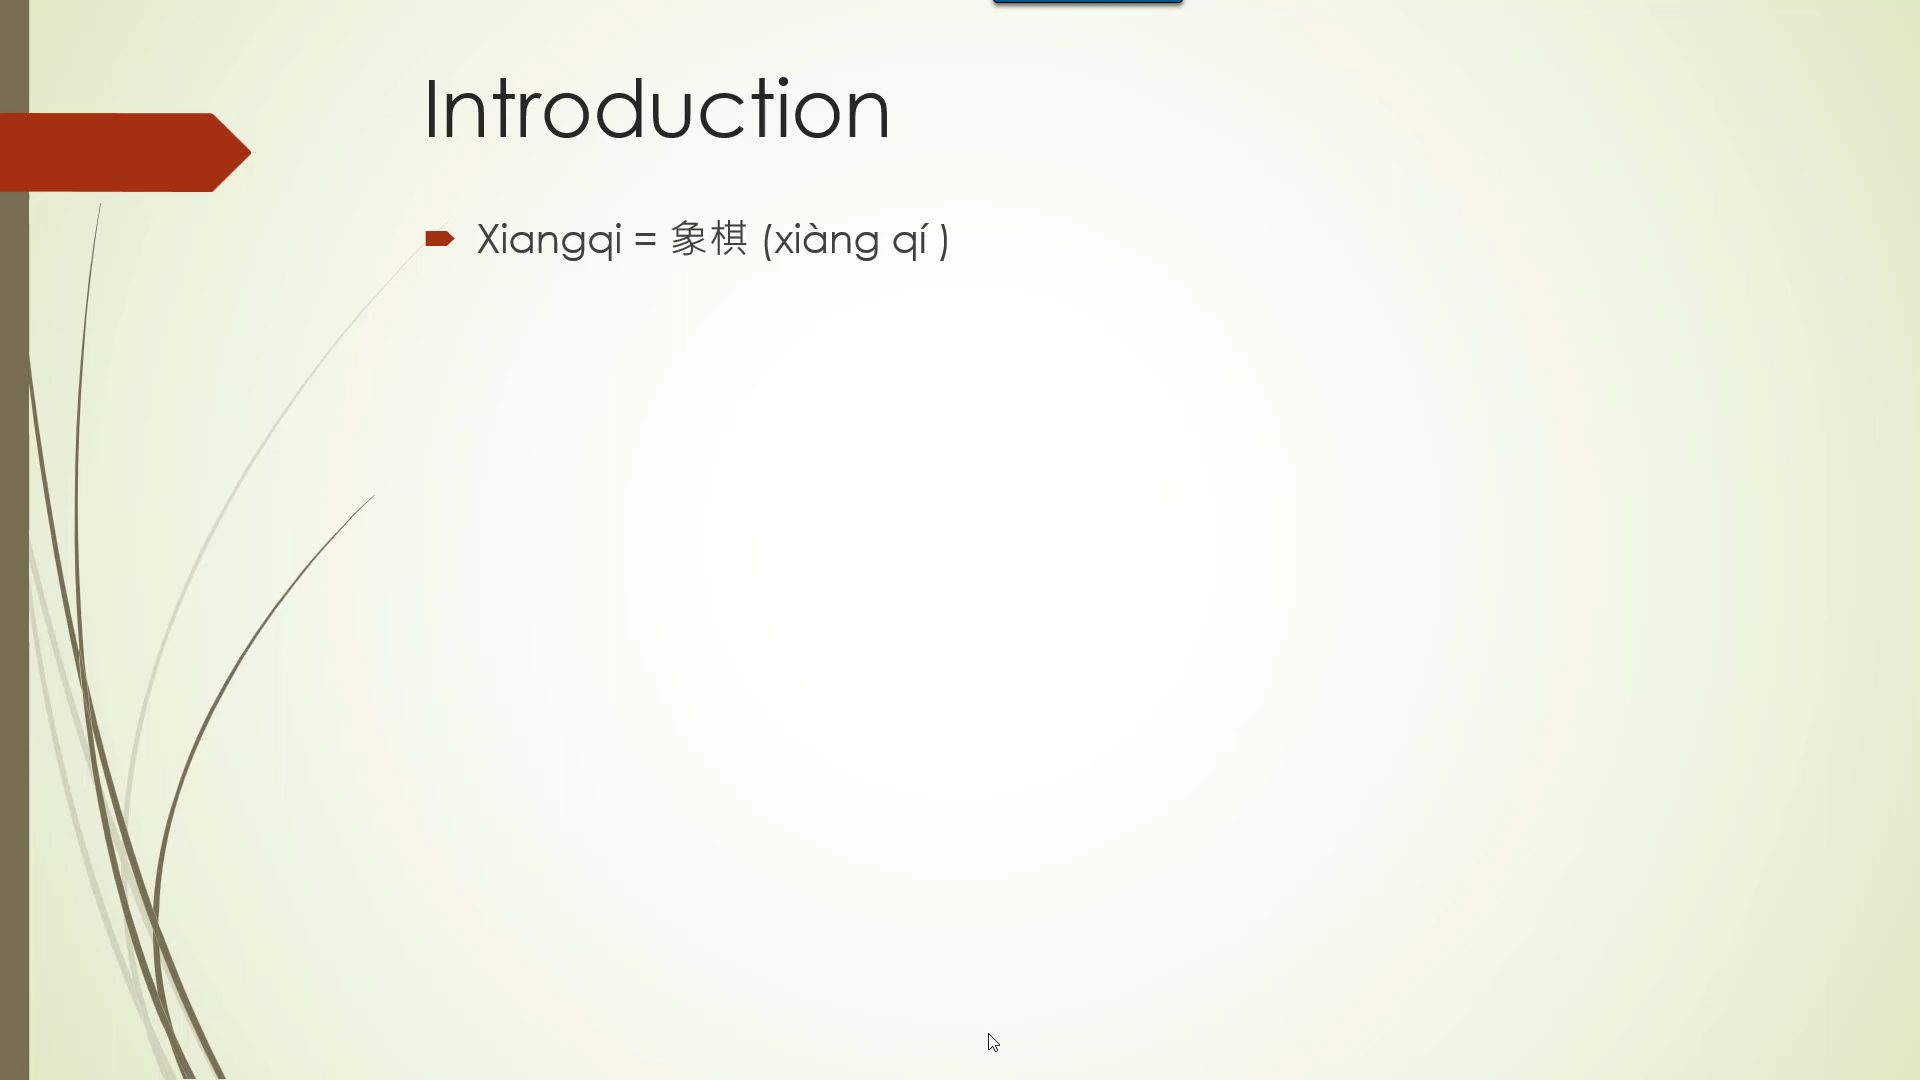 Introduction
Xiangqi = 象棋 (xiàng qí )